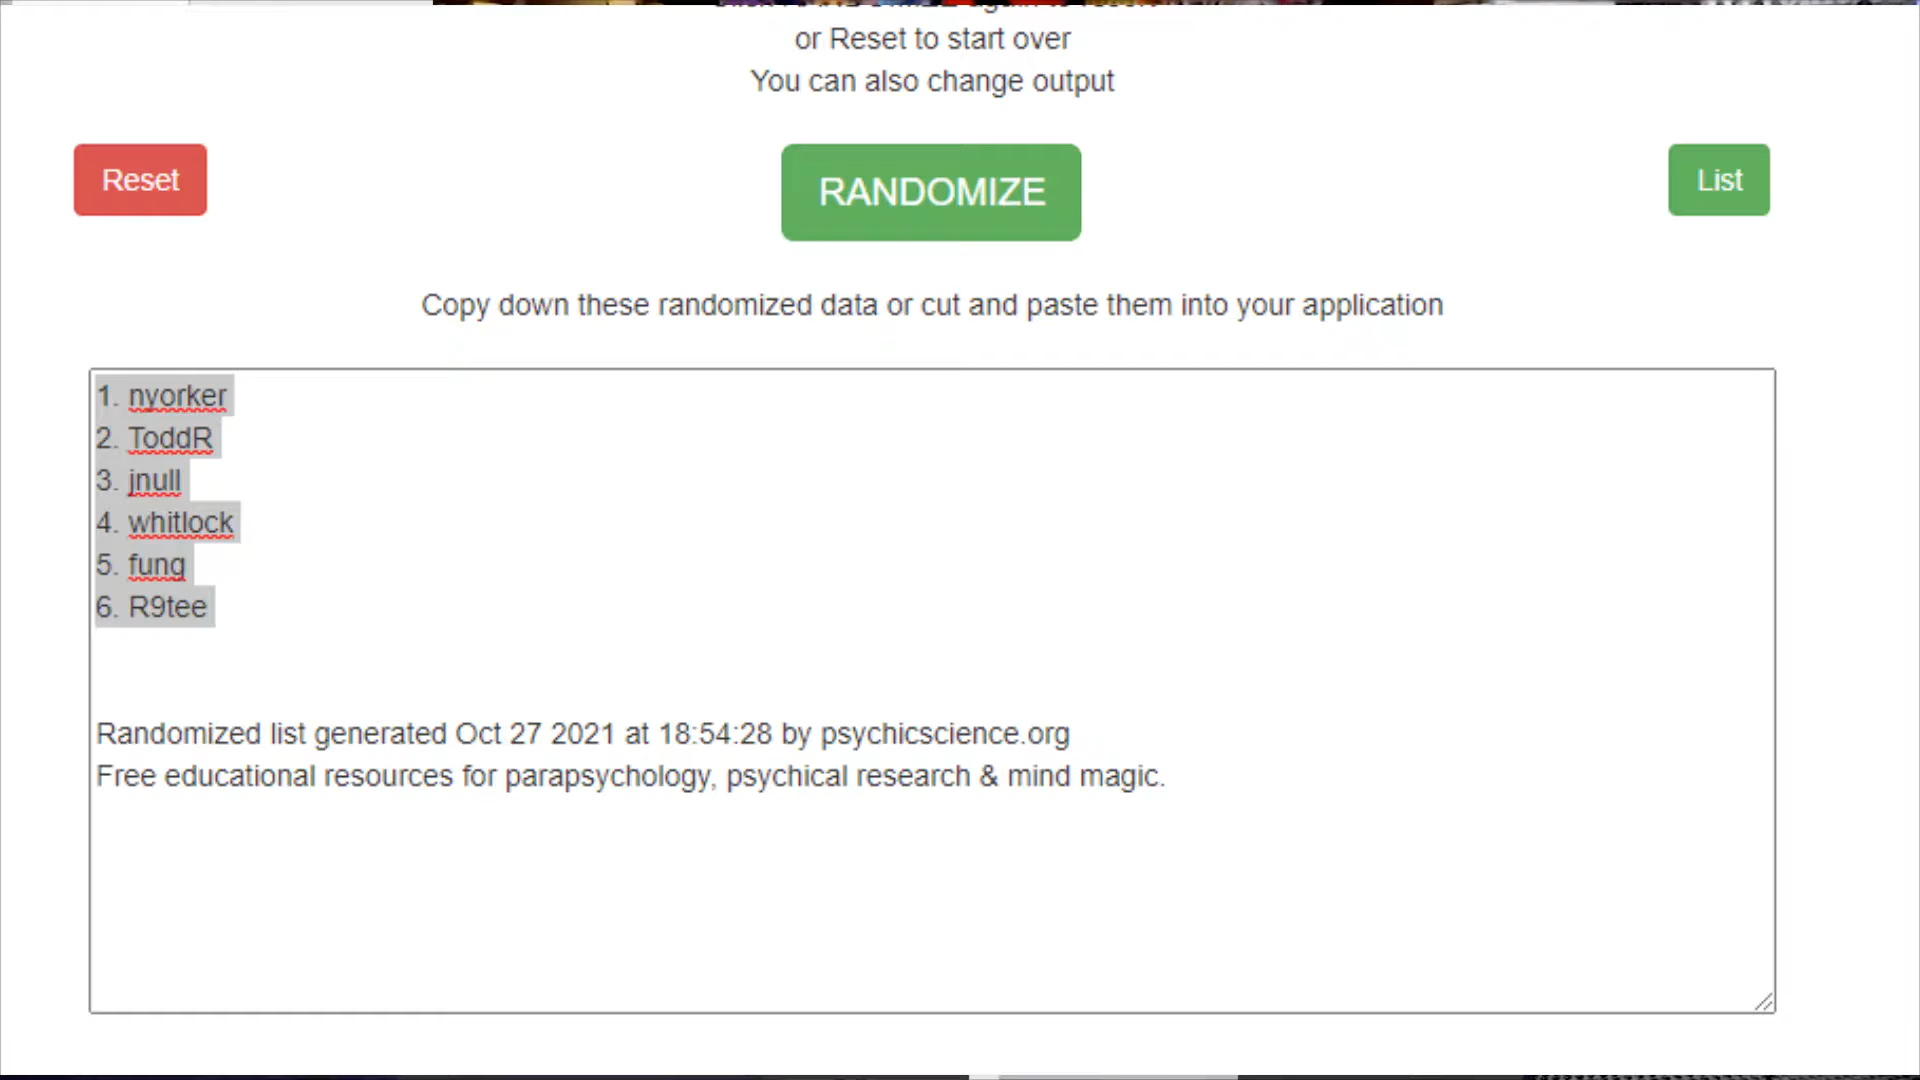 or Reset to start over
You can also change output
Reset
RANDOMIZE
List
Copy down these randomized data or cut and paste them into your application
1. nyorker
2. ToddR
3. jnull
4. whitlock
5. fung
6. R9tee
Randomized list generated Oct 27 2021 at 18:54:28 by psychicscience.org
Free educational resources for parapsychology, psychical research & mind magic.